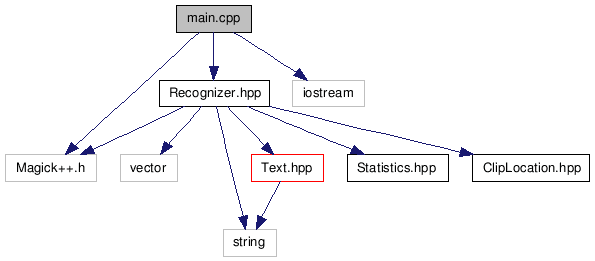 main.cpp
Recognizer.hpp
iostream
Magick++.h
vector
Text.hpp
Statistics.hpp
ClipLocation.hpp
string